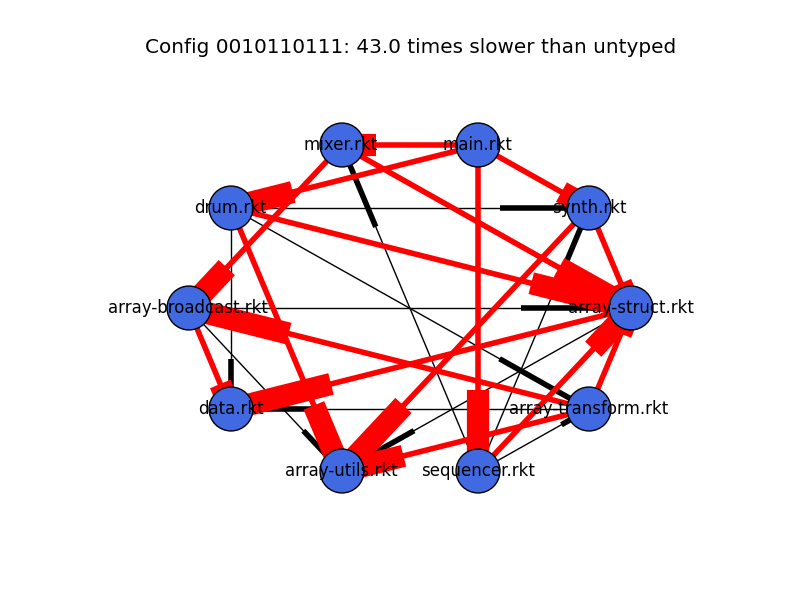 Config 0010110111: 43.0 times slower than untyped
mixer.rkt
main.rkt
drum.rkt
synth.rkt
array-broadcast.rkt
array-struct.rkt
data.rkt
array-transform.rkt
array-utils.rkt
sequencer.rkt